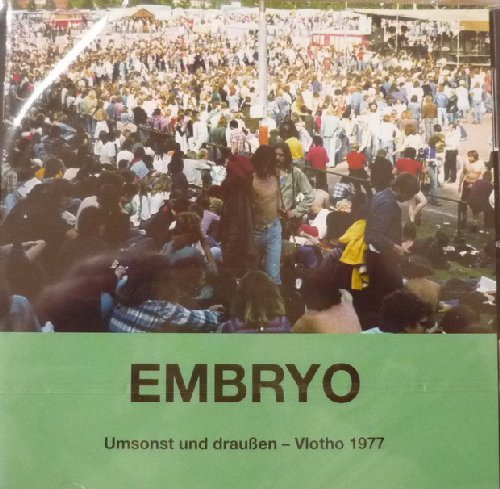 EMBRYO
Umsonst und draußen – Vlotho 1977